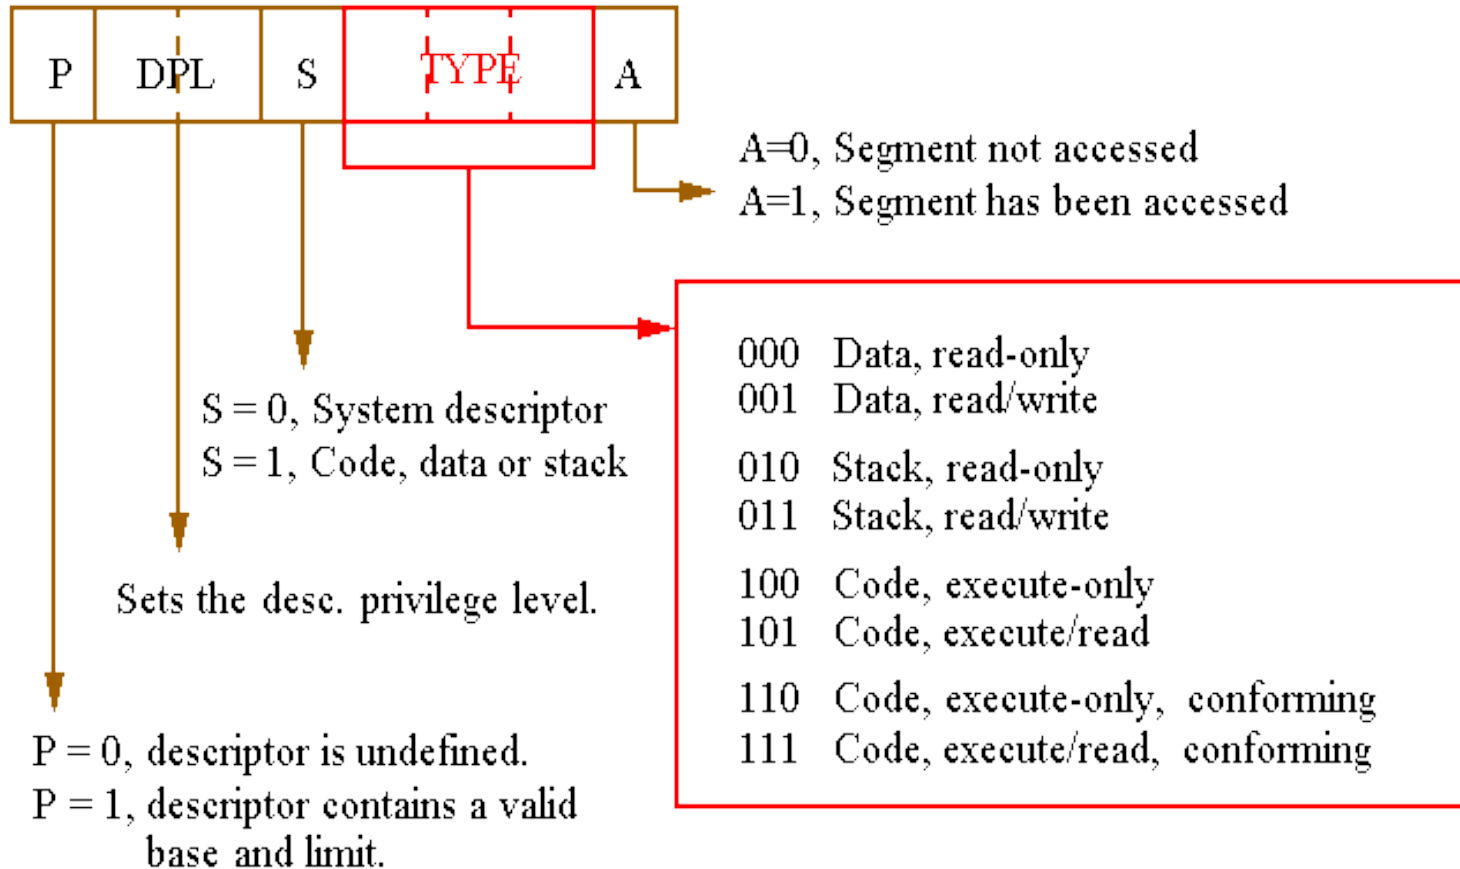 P DPL S TYPE A
A=0, Segment not accessed
A=1, Segment has been accessed
000 Data, read-only
001 Data, read/write
010 Stack, read-only
011 Stack, read/write
100 Code, execute-only
101 Code, execute/read
110 Code, execute-only, conforming
111 Code, execute/read, conforming
S = 0, System descriptor
S = 1, Code, data or stack
Sets the desc. privilege level.
P = 0, descriptor is undefined.
P = 1, descriptor contains a valid
base and limit.